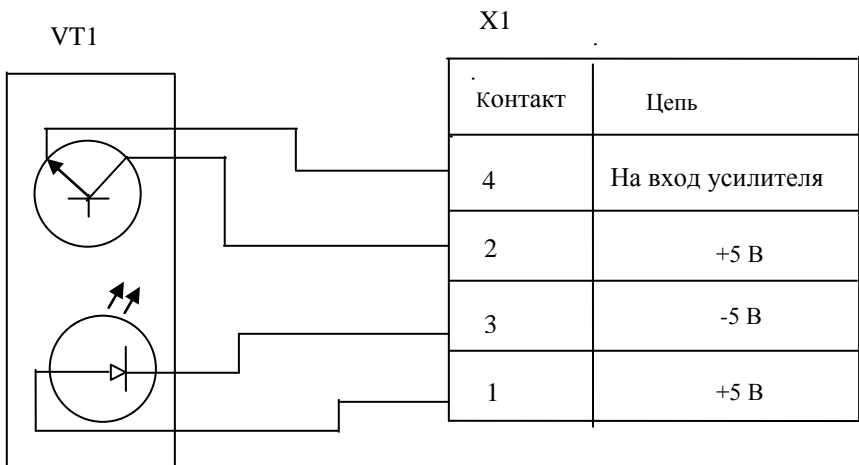 VT1
X1
Контакт Цепь
4 На вход усилителя
2 +5 В
3 -5 В
1 +5 В